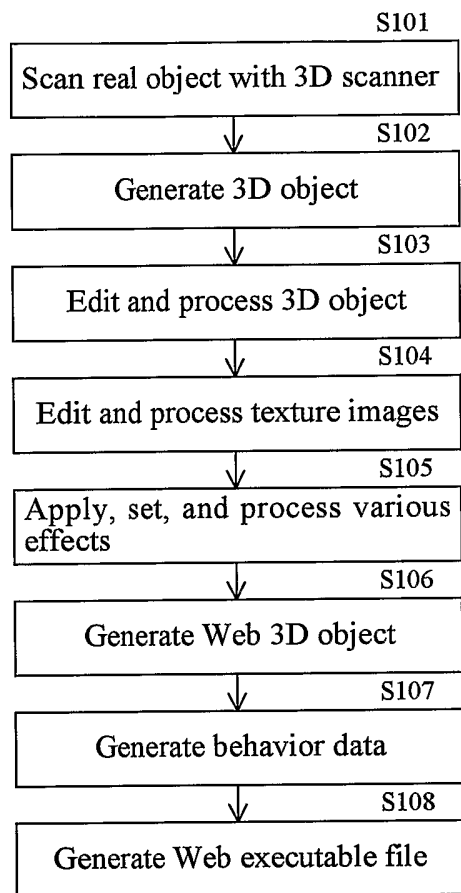 S101
Scan real object with 3D scanner
S102
Generate 3D object
S103
Edit and process 3D object
S104
Edit and process texture images
S105
Apply, set, and process various
effects
S106
Generate Web 3D object
S107
Generate behavior data
S108
Generate Web executable file